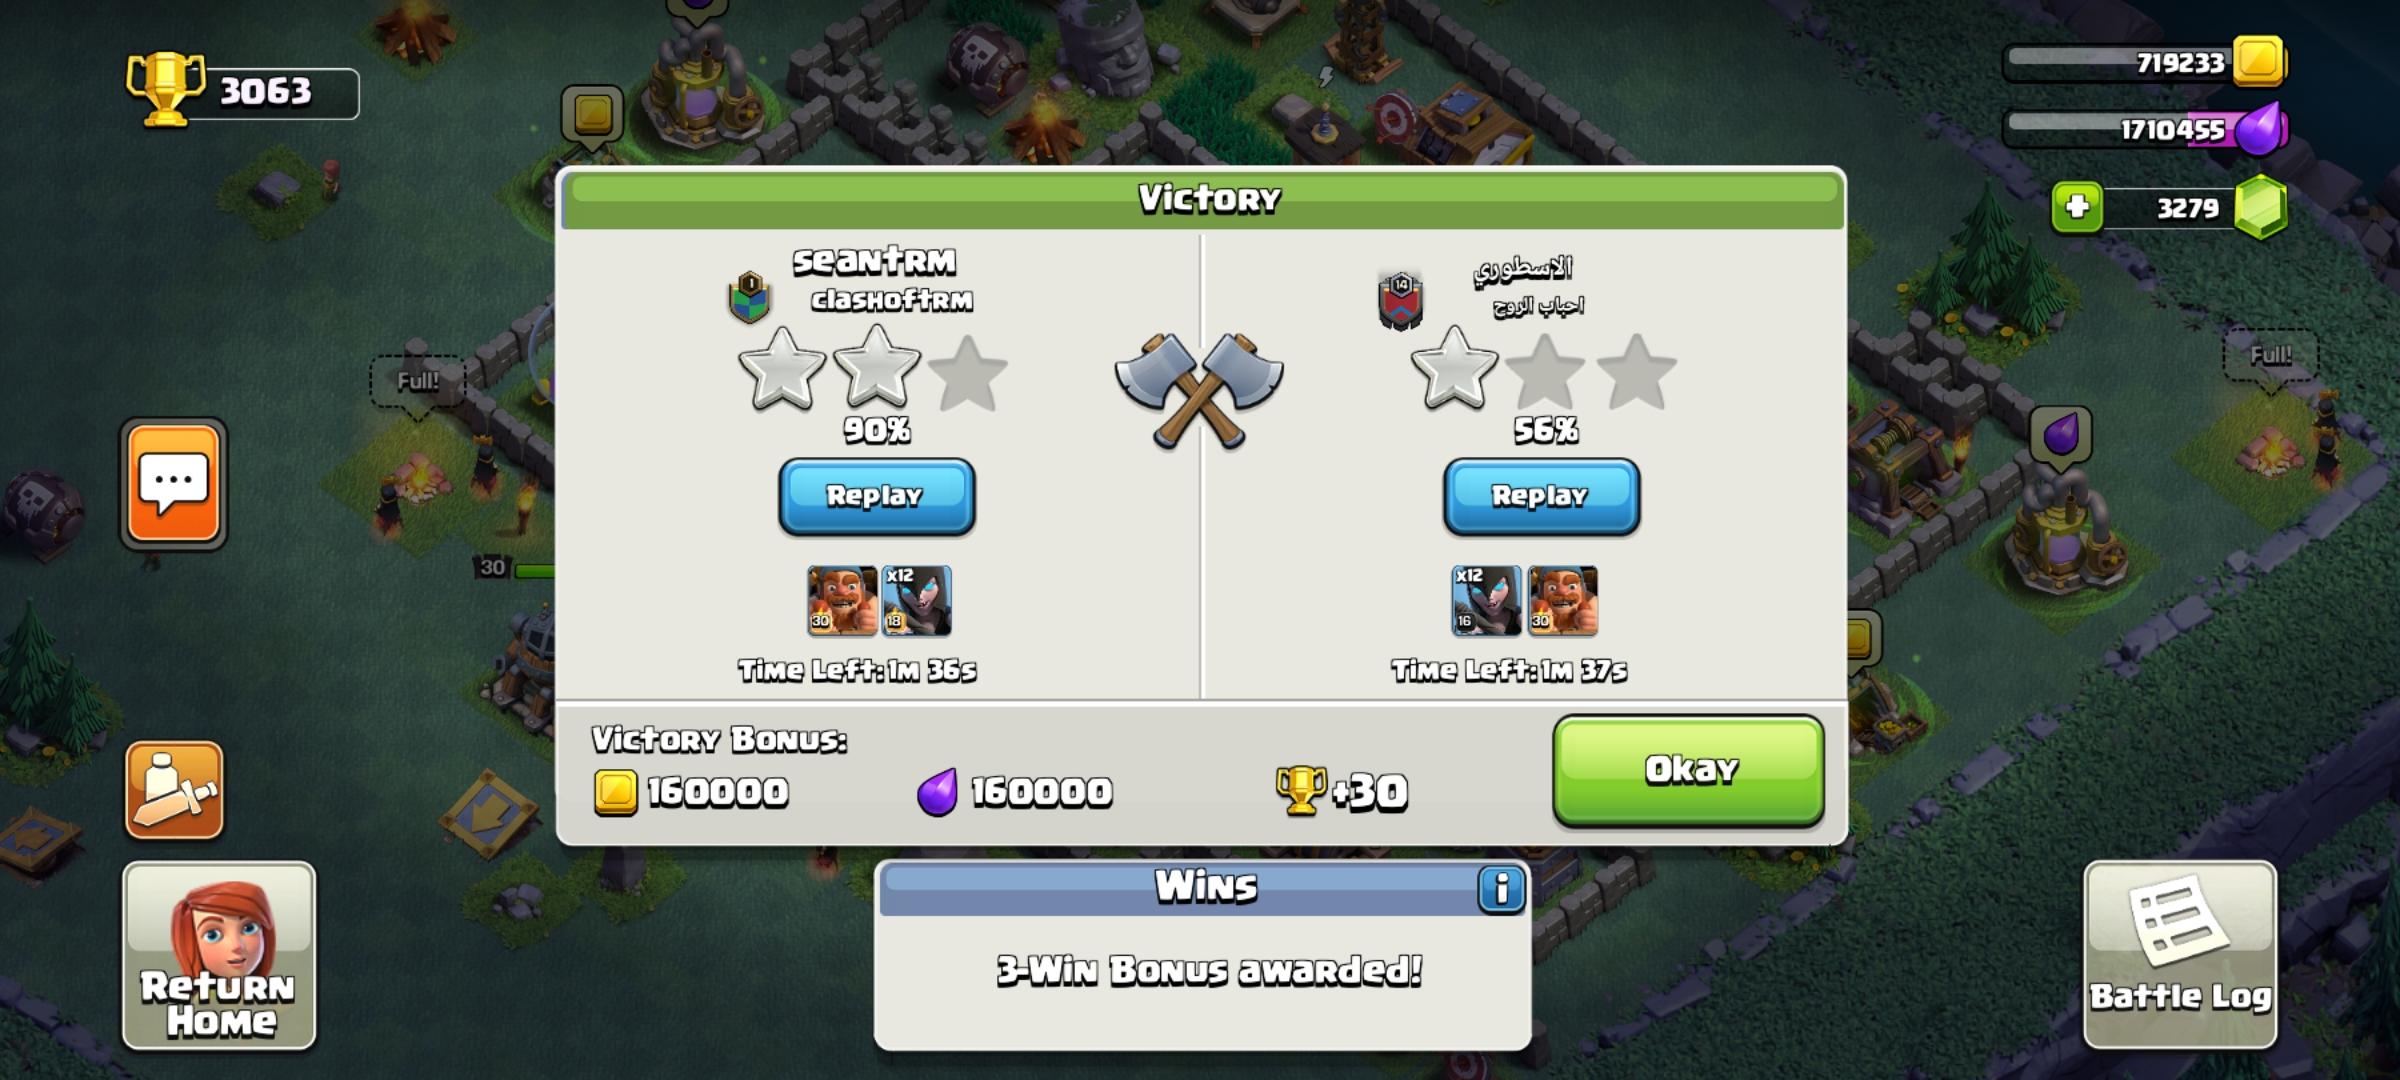 3063
719233
1710455
3279
Victory
seantrm
clashoftrm
1
90%
Replay
30
x12
18
Time Left: 1m 36s
14
الاسطوري
احباب الروح
56%
Replay
x12
16
30
Time Left: 1m 37s
Full!
Full!
30
Victory Bonus:
160000
160000
+30
Okay
Wins
i
3-Win Bonus awarded!
Return
Home
Battle Log